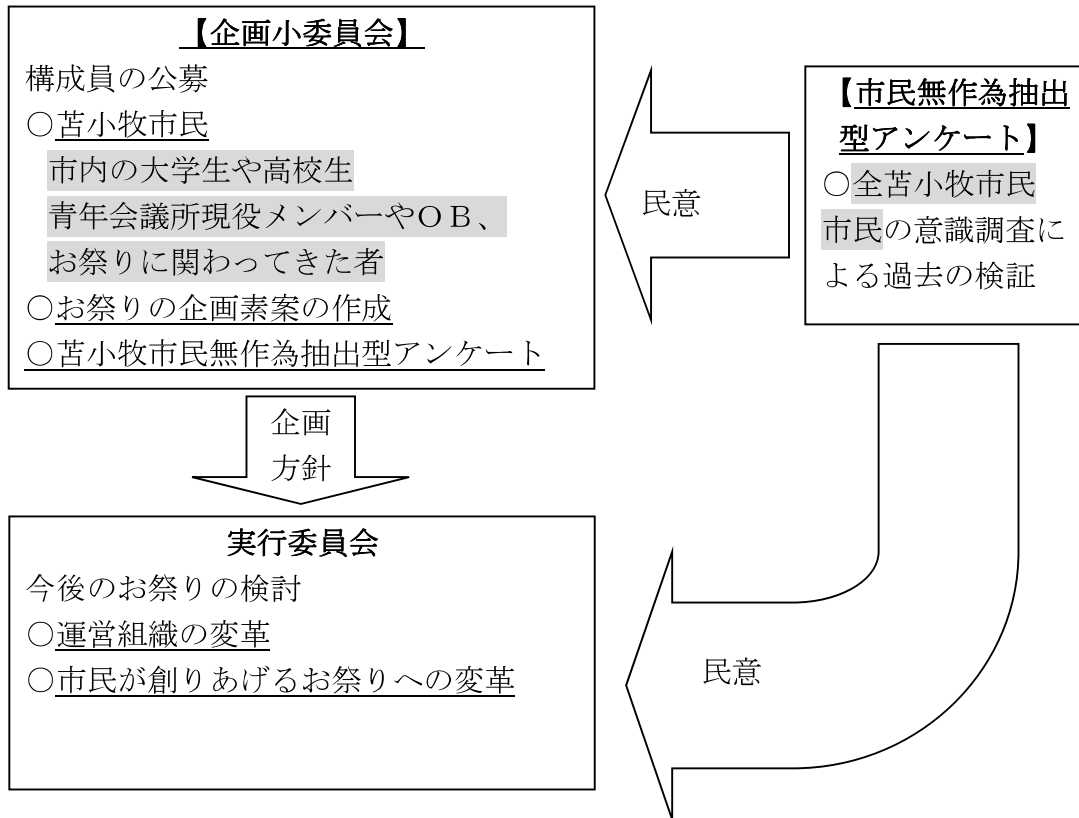 【企画小委員会】
構成員の公募
○苫小牧市民
市内の大学生や高校生
青年会議所現役メンバーやＯＢ、
お祭りに関わってきた者
○お祭りの企画素案の作成
○苫小牧市民無作為抽出型アンケート
民意
【市民無作為抽出
型アンケート】
○全苫小牧市民
市民の意識調査に
よる過去の検証
企画
方針
実行委員会
今後のお祭りの検討
○運営組織の変革
○市民が創りあげるお祭りへの変革
民意